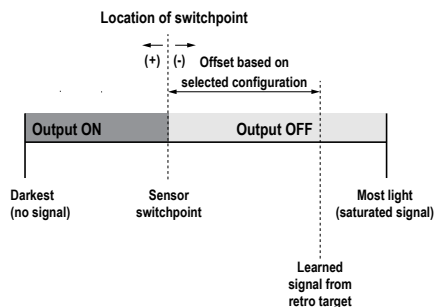 Location of switchpoint
(+) (-)
Offset based on
selected configuration
Output ON
Output OFF
Darkest
(no signal)
Sensor
switchpoint
Most light
(saturated signal)
Learned
signal from
retro target